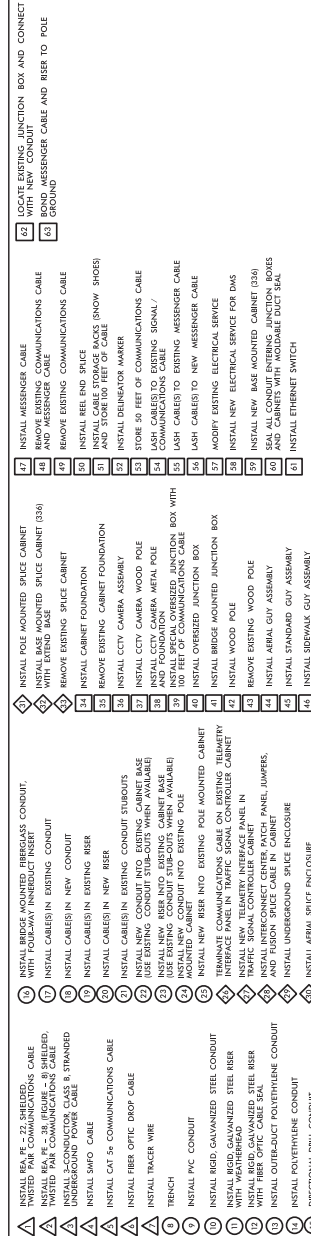 1 INSTALL REA, PE – 22, SHIELDED,
TWISTED PAIR COMMUNICATIONS CABLE
2 INSTALL REA, PE – 38, (FIGURE – 8) SHIELDED,
TWISTED PAIR COMMUNICATIONS CABLE
3 INSTALL 3-CONDUCTOR, CLASS B, STRANDED
UNDERGROUND POWER CABLE
4 INSTALL SMFO CABLE
5 INSTALL CAT 5e COMMUNICATIONS CABLE
6 INSTALL FIBER OPTIC DROP CABLE
7 INSTALL TRACER WIRE
8 TRENCH
9 INSTALL PVC CONDUIT
10 INSTALL RIGID, GALVANIZED STEEL CONDUIT
11 INSTALL RIGID, GALVANIZED STEEL RISER
WITH WEATHERHEAD
12 INSTALL RIGID, GALVANIZED STEEL RISER
WITH FIBER OPTIC CABLE SEAL
13 INSTALL OUTER-DUCT POLYETHYLENE CONDUIT
14 INSTALL POLYETHYLENE CONDUIT
16 INSTALL BRIDGE MOUNTED FIBERGLASS CONDUIT,
WITH FOUR-WAY INNERDUCT INSERT
17 INSTALL CABLE(S) IN EXISTING CONDUIT
18 INSTALL CABLE(S) IN NEW CONDUIT
19 INSTALL CABLE(S) IN EXISTING RISER
20 INSTALL CABLE(S) IN NEW RISER
21 INSTALL CABLE(S) IN EXISTING CONDUIT STUBOUTS
22 INSTALL NEW CONDUIT INTO EXISTING CABINET BASE
(USE EXISTING CONDUIT STUB-OUTS WHEN AVAILABLE)
23 INSTALL NEW RISER INTO EXISTING CABINET BASE
(USE EXISTING CONDUIT STUB-OUTS WHEN AVAILABLE)
24 INSTALL NEW CONDUIT INTO EXISTING POLE
MOUNTED CABINET
25 INSTALL NEW RISER INTO EXISTING POLE MOUNTED CABINET
26 TERMINATE COMMUNICATIONS CABLE ON EXISTING TELEMETRY
INTERFACE PANEL IN TRAFFIC SIGNAL CONTROLLER CABINET
27 INSTALL NEW TELEMETRY INTERFACE PANEL IN
TRAFFIC SIGNAL CONTROLLER CABINET
28 INSTALL INTERCONNECT CENTER, PATCH PANEL, JUMPERS,
AND FUSION SPLICE CABLE IN CABINET
29 INSTALL UNDERGROUND SPLICE ENCLOSURE
30 INSTALL AERIAL SPLICE ENCLOSURE
31 INSTALL POLE MOUNTED SPLICE CABINET
32 INSTALL BASE MOUNTED SPLICE CABINET (336)
WITH EXTEND BASE
33 REMOVE EXISTING SPLICE CABINET
34 INSTALL CABINET FOUNDATION
35 REMOVE EXISTING CABINET FOUNDATION
36 INSTALL CCTV CAMERA ASSEMBLY
37 INSTALL CCTV CAMERA WOOD POLE
38 INSTALL CCTV CAMERA METAL POLE
AND FOUNDATION
39 INSTALL SPECIAL OVERSIZED JUNCTION BOX WITH
100 FEET OF COMMUNICATIONS CABLE
40 INSTALL OVERSIZED JUNCTION BOX
41 INSTALL BRIDGE MOUNTED JUNCTION BOX
42 INSTALL WOOD POLE
43 REMOVE EXISTING WOOD POLE
44 INSTALL AERIAL GUY ASSEMBLY
45 INSTALL STANDARD GUY ASSEMBLY
46 INSTALL SIDEWALK GUY ASSEMBLY
47 INSTALL MESSENGER CABLE
48 REMOVE EXISTING COMMUNICATIONS CABLE
AND MESSENGER CABLE
49 REMOVE EXISTING COMMUNICATIONS CABLE
50 INSTALL REEL END SPLICE
51 INSTALL CABLE STORAGE RACKS (SNOW SHOES)
AND STORE 100 FEET OF CABLE
52 INSTALL DELINEATOR MARKER
53 STORE 50 FEET OF COMMUNICATIONS CABLE
54 LASH CABLE(S) TO EXISTING SIGNAL /
COMMUNICATIONS CABLE
55 LASH CABLE(S) TO EXISTING MESSENGER CABLE
56 LASH CABLE(S) TO NEW MESSENGER CABLE
57 MODIFY EXISTING ELECTRICAL SERVICE
58 INSTALL NEW ELECTRICAL SERVICE FOR DMS
59 INSTALL NEW BASE MOUNTED CABINET (336)
60 SEAL ALL CONDUIT ENTERING JUNCTION BOXES
AND CABINETS WITH MOLDABLE DUCT SEAL
61 INSTALL ETHERNET SWITCH
62 LOCATE EXISTING JUNCTION BOX AND CONNECT
WITH NEW CONDUIT
63 BOND MESSENGER CABLE AND RISER TO POLE
GROUND